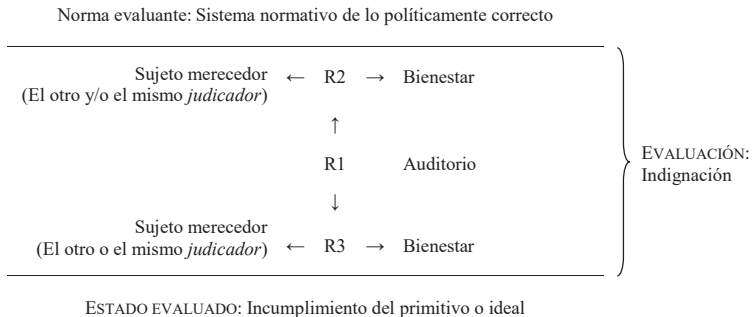 Norma evaluante: Sistema normativo de lo políticamente correcto
Sujeto merecedor ← R2 → Bienestar
(El otro y/o el mismo judicador)
↑
R1 Auditorio
↓
Sujeto merecedor
(El otro o el mismo judicador) ← R3 → Bienestar
EVALUACIÓN:
Indignación
ESTADO EVALUADO: Incumplimiento del primitivo o ideal